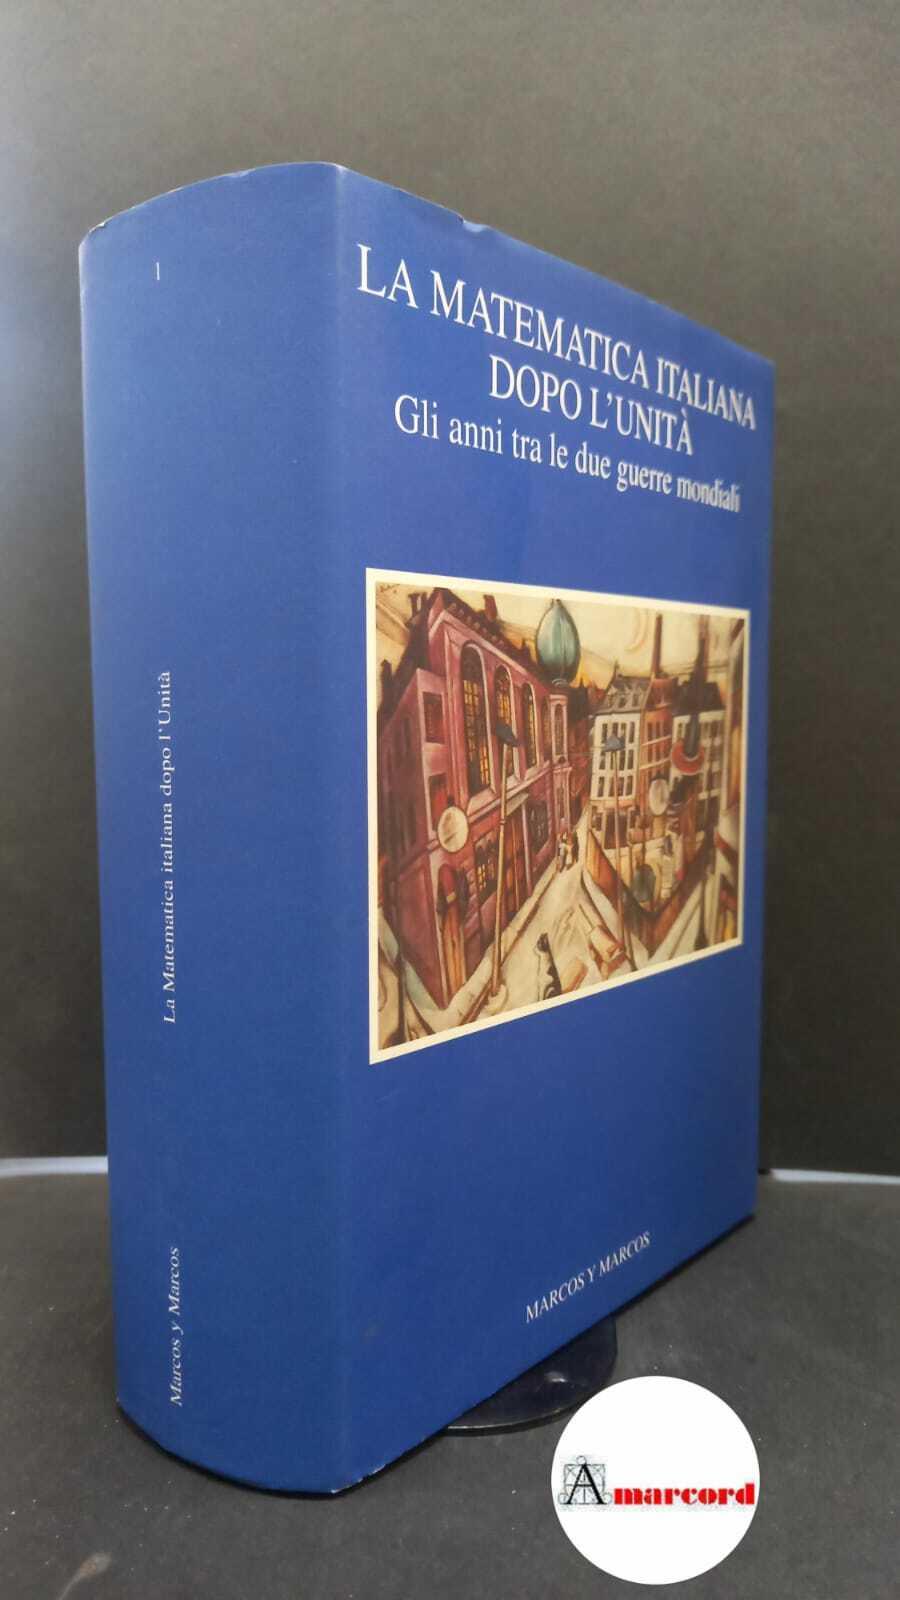 1
La Matematica italiana dopo l'Unità
Marcos y Marcos
LA MATEMATICA ITALIANA
DOPO L'UNITÀ
Gli anni tra le due guerre mondiali
MARCOS Y MARCOS
Amarcord